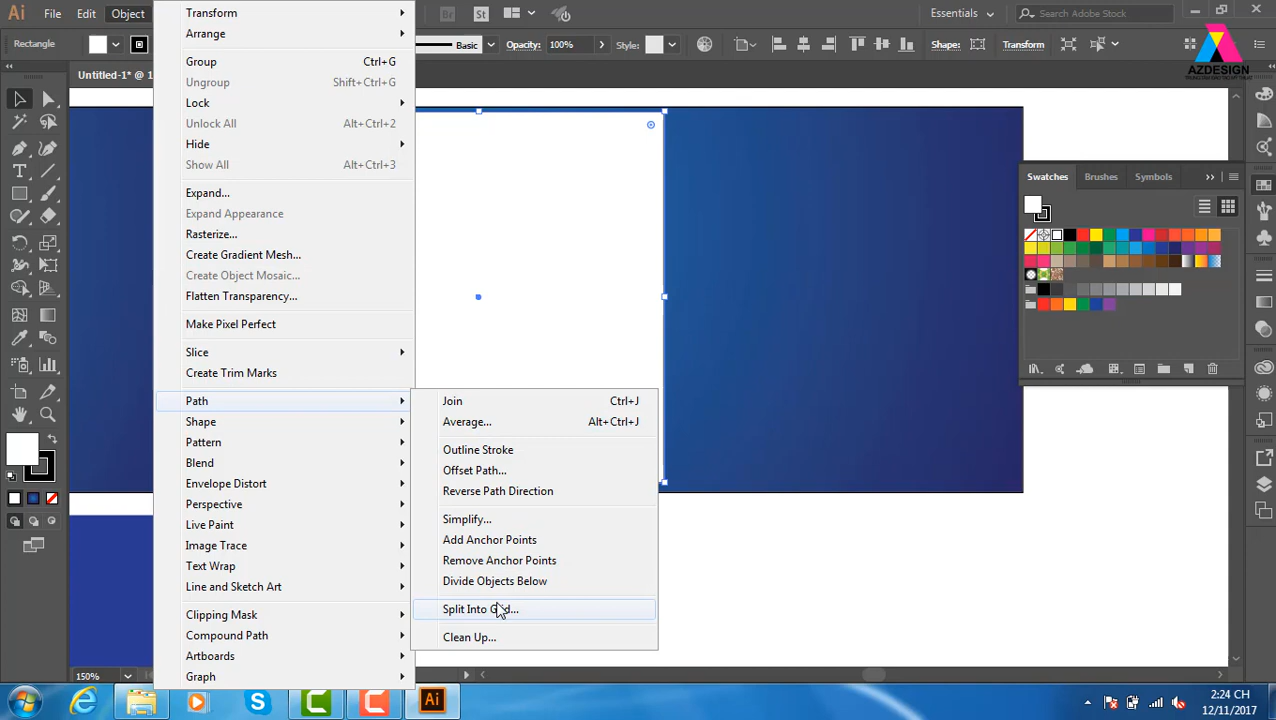 Ai File Edit Object
Br St Essentials Search Adobe Stock
Rectangle Basic Opacity: 100% Style: Shape: Transform
AZDESIGN
Untitled-1* @ 1
Transform
Arrange
Group Ctrl+G
Ungroup Shift+Ctrl+G
Lock
Unlock All Alt+Ctrl+2
Hide
Show All Alt+Ctrl+3
Expand...
Expand Appearance
Rasterize...
Create Gradient Mesh...
Create Object Mosaic...
Flatten Transparency...
Make Pixel Perfect
Slice
Create Trim Marks
Path
Shape
Pattern
Blend
Envelope Distort
Perspective
Live Paint
Image Trace
Text Wrap
Line and Sketch Art
Clipping Mask
Compound Path
Artboards
Graph
Join Ctrl+J
Average... Alt+Ctrl+J
Outline Stroke
Offset Path...
Reverse Path Direction
Simplify...
Add Anchor Points
Remove Anchor Points
Divide Objects Below
Split Into Grid...
Clean Up...
Swatches Brushes Symbols
150%
Ai
2:24 CH
12/11/2017